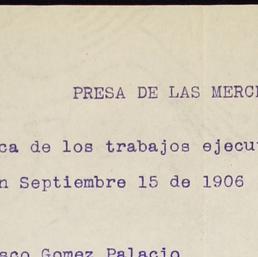 PRESA DE LAS MERC
ca de los trabajos ejecu
n Septiembre 15 de 1906
sco Gomez Palacio